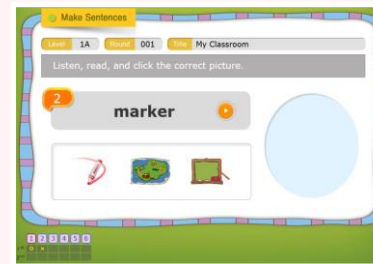 Make Sentences
Level 1A Round 001 Title My Classroom
Listen, read, and click the correct picture.
2
marker
1 2 3 4 5 6